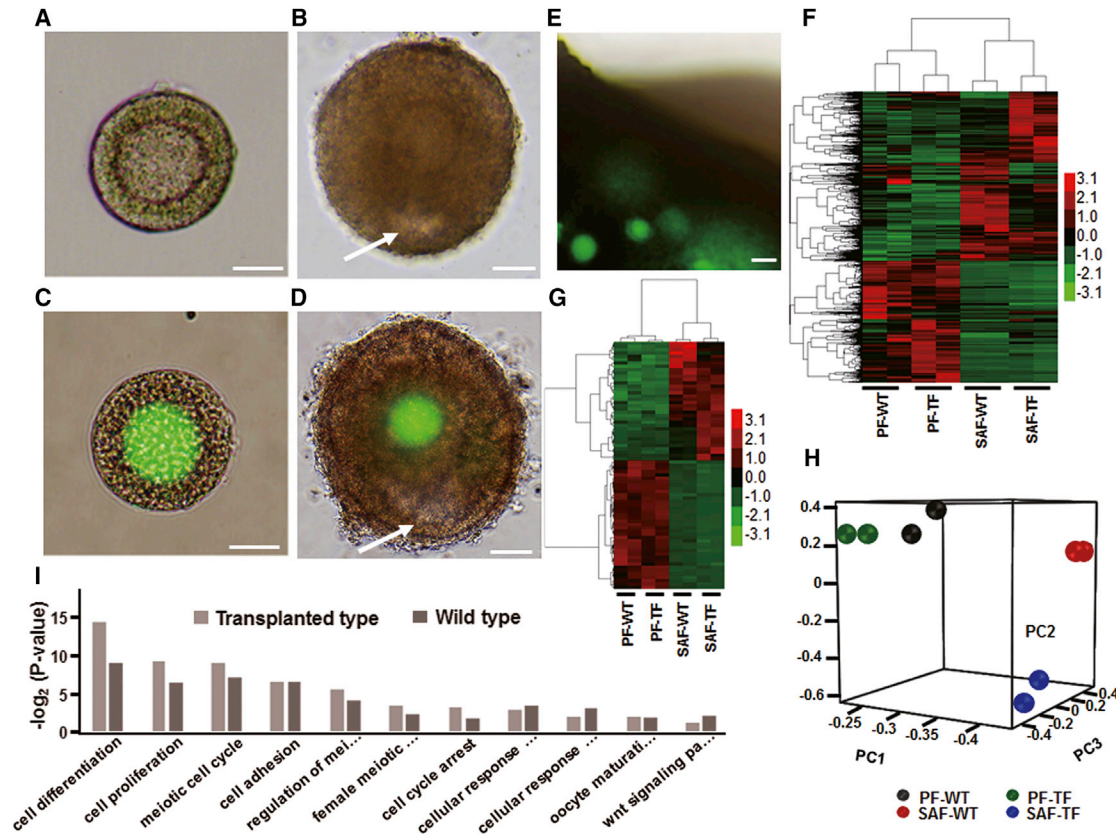 A
B
E
F
C
D
G
3.1
2.1
1.0
0.0
-1.0
-2.1
-3.1
PF-WT
PF-TF
SAF-WT
SAF-TF
3.1
2.1
1.0
0.0
-1.0
-2.1
-3.1
PF-WT
PF-TF
SAF-WT
SAF-TF
H
0.4
0.2
0
-0.2
-0.4
-0.6
-0.25
-0.3
-0.35
-0.4
PC1
PC2
-0.4
-0.2
0
0.2
0.4
PC3
PF-WT
PF-TF
SAF-WT
SAF-TF
I
Transplanted type
Wild type
-log2 (P-value)
15
10
5
0
cell differentiation
cell proliferation
meiotic cell cycle
cell adhesion
regulation of mei...
female meiotic ...
cell cycle arrest
cellular response ...
cellular response ...
oocyte maturati...
wnt signaling pa...